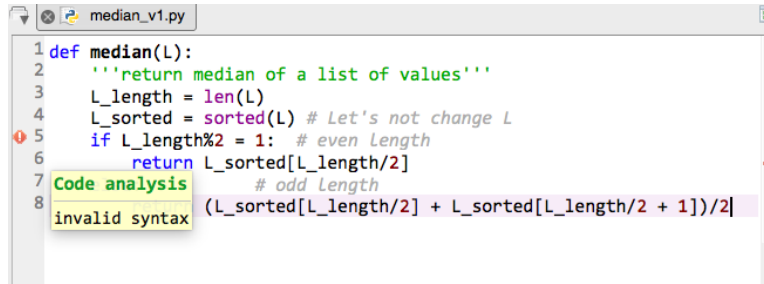 median_v1.py
1 def median(L):
2 '''return median of a list of values'''
3 L_length = len(L)
4 L_sorted = sorted(L) # Let's not change L
5 if L_length%2 = 1: # even length
6 return L_sorted[L_length/2]
7 # odd length
8 (L_sorted[L_length/2] + L_sorted[L_length/2 + 1])/2
Code analysis
invalid syntax